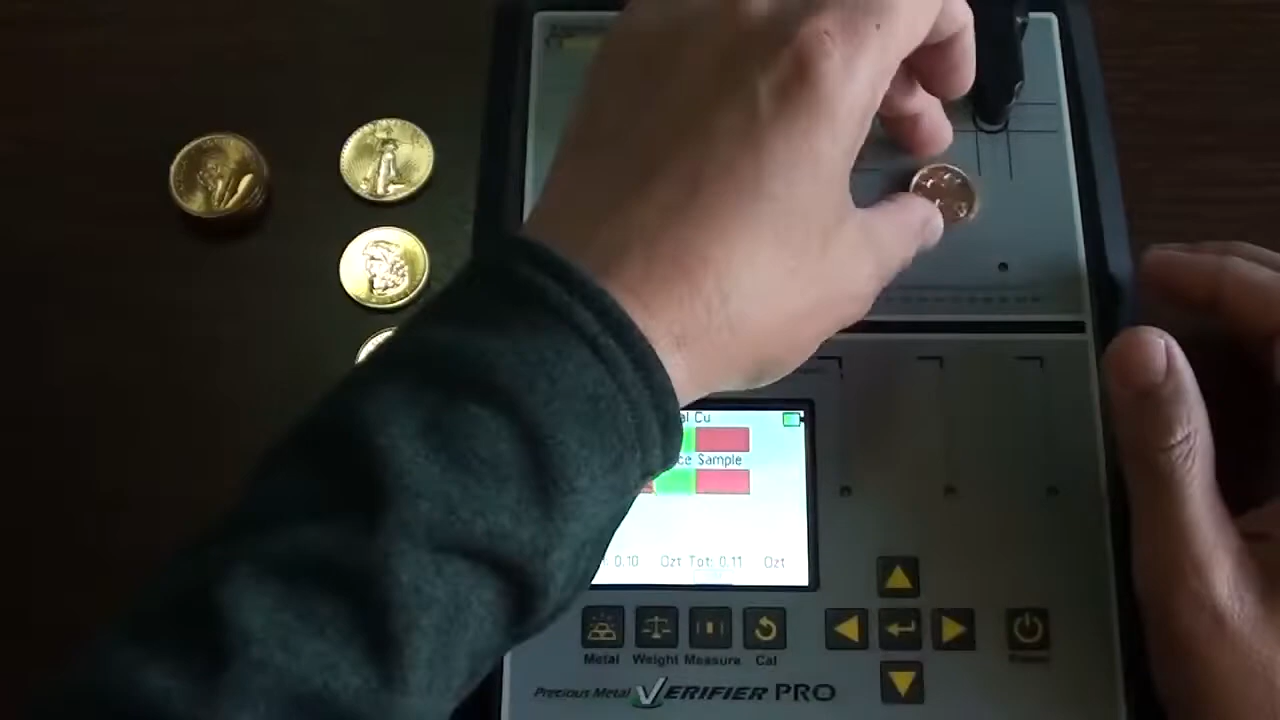 al Cu
ce Sample
: 0.10 Ozt Tot: 0.11 Ozt
Metal Weight Measure Cal
Precious Metal VERIFIER PRO